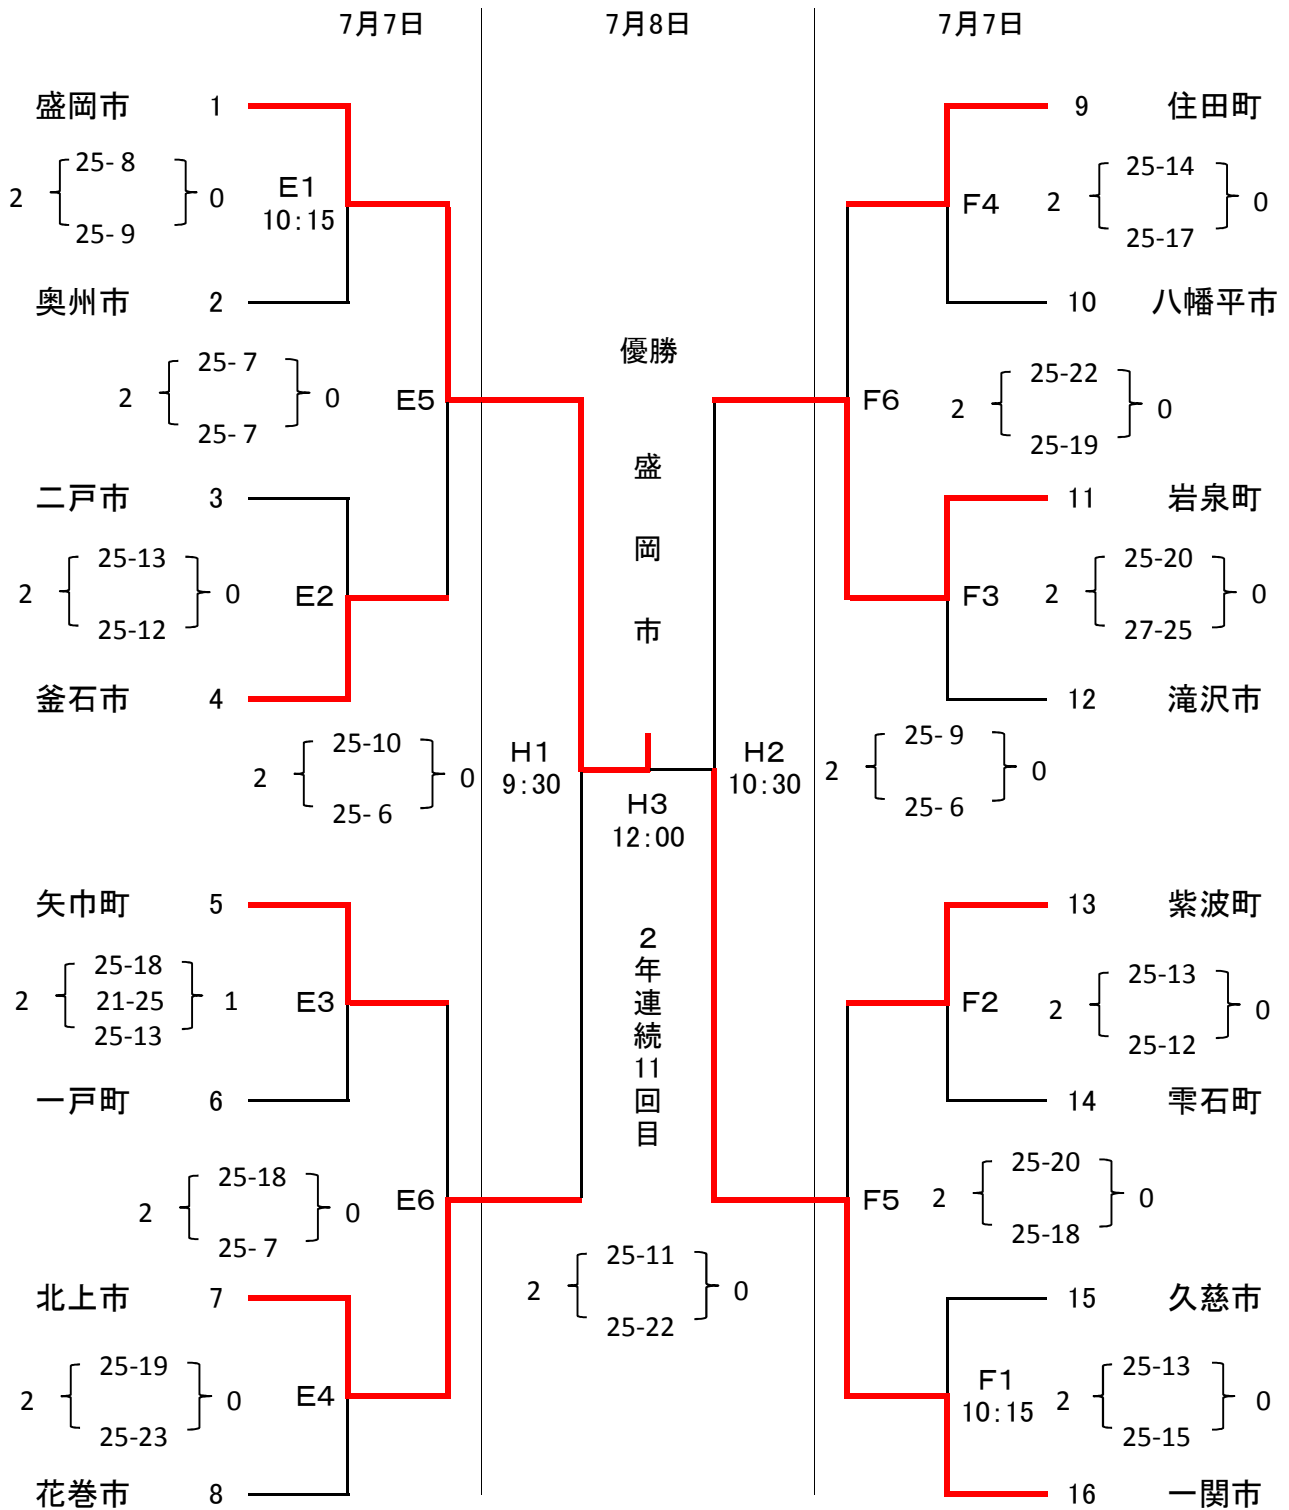 7月7日
7月8日
7月7日
盛岡市 1
25- 8
2 0
25- 9
E1
10:15
奥州市 2
25- 7
2 0
25- 7
E5
二戸市 3
25-13
2 0
25-12
E2
釜石市 4
25-10
2 0
25- 6
H1
9:30
矢巾町 5
25-18
2 21-25 1
25-13
E3
一戸町 6
25-18
2 0
25- 7
E6
北上市 7
25-19
2 0
25-23
E4
花巻市 8
優勝
盛岡市
H3
12:00
2年連続11回目
25-11
2 0
25-22
9 住田町
F4
25-14
2 0
25-17
10 八幡平市
F6
25-22
2 0
25-19
11 岩泉町
F3
25-20
2 0
27-25
12 滝沢市
H2
10:30
25- 9
2 0
25- 6
13 紫波町
F2
25-13
2 0
25-12
14 雫石町
F5
25-20
2 0
25-18
15 久慈市
F1
10:15
25-13
2 0
25-15
16 一関市